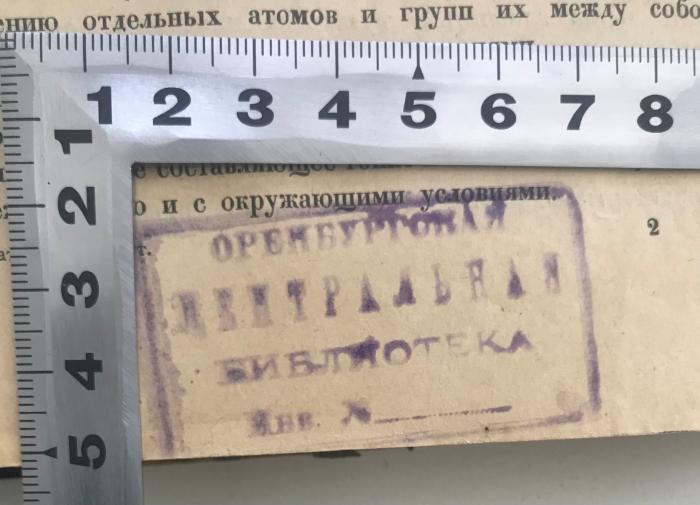 ению отдельных атомов и групп их между собо
1 2 3 4 5 6 7 8
1
2
3
4
5
е составляющее
о и с окружающими условиями.
2
т.
ОРЕНБУРГСКАЯ
ЦЕНТРАЛЬНАЯ
БИБЛИОТЕКА
Инв. №